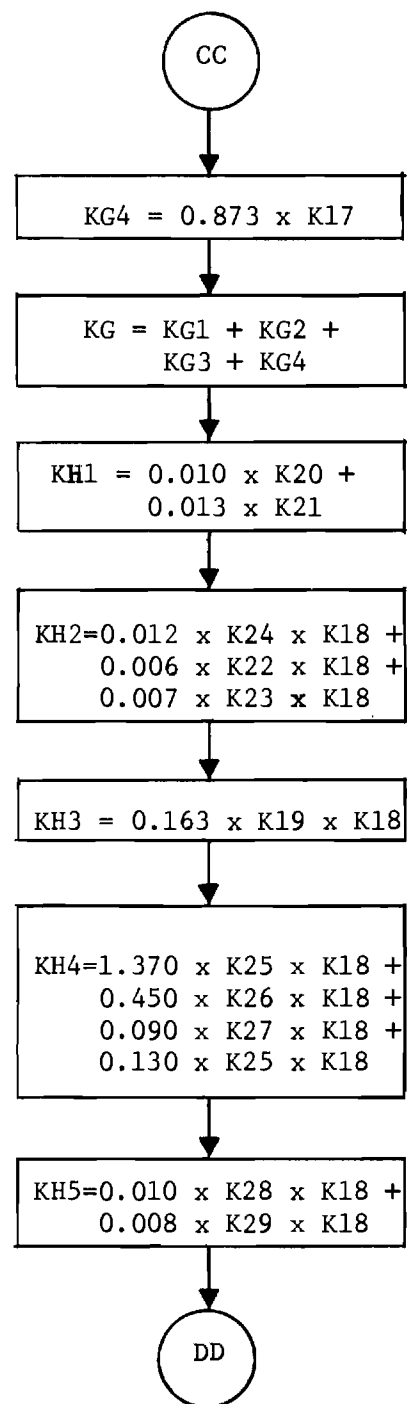 CC
KG4 = 0.873 x K17
KG = KG1 + KG2 +
KG3 + KG4
KH1 = 0.010 x K20 +
0.013 x K21
KH2=0.012 x K24 x K18 +
0.006 x K22 x K18 +
0.007 x K23 x K18
KH3 = 0.163 x K19 x K18
KH4=1.370 x K25 x K18 +
0.450 x K26 x K18 +
0.090 x K27 x K18 +
0.130 x K25 x K18
KH5=0.010 x K28 x K18 +
0.008 x K29 x K18
DD